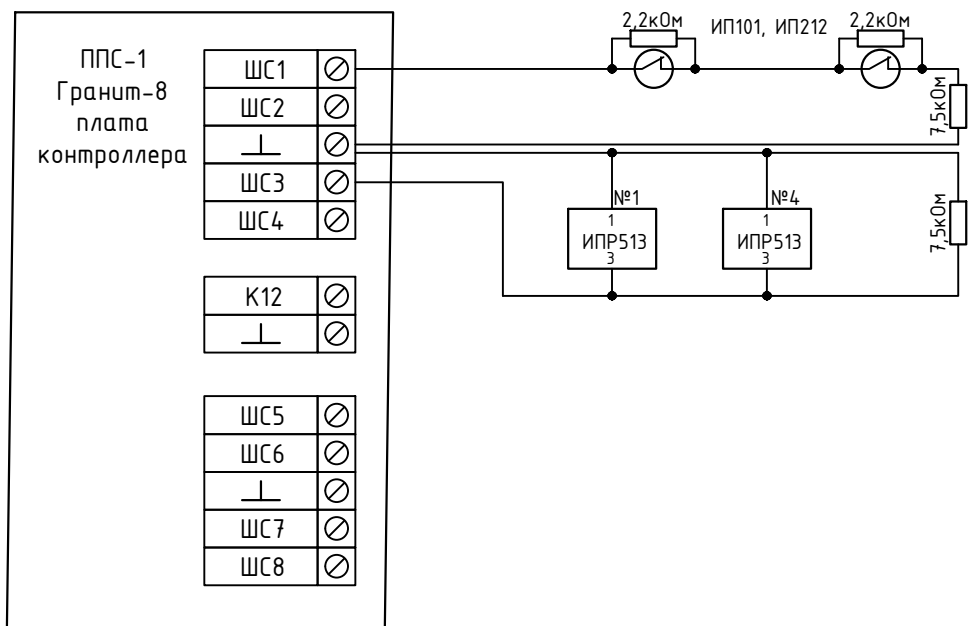 ППС-1
Гранит-8
плата
контроллера
ШС1
ШС2
ШС3
ШС4
К12
ШС5
ШС6
ШС7
ШС8
2,2кОм
ИП101, ИП212
2,2кОм
7,5кОм
№1
1
ИПР513
3
№4
1
ИПР513
3
7,5кОм